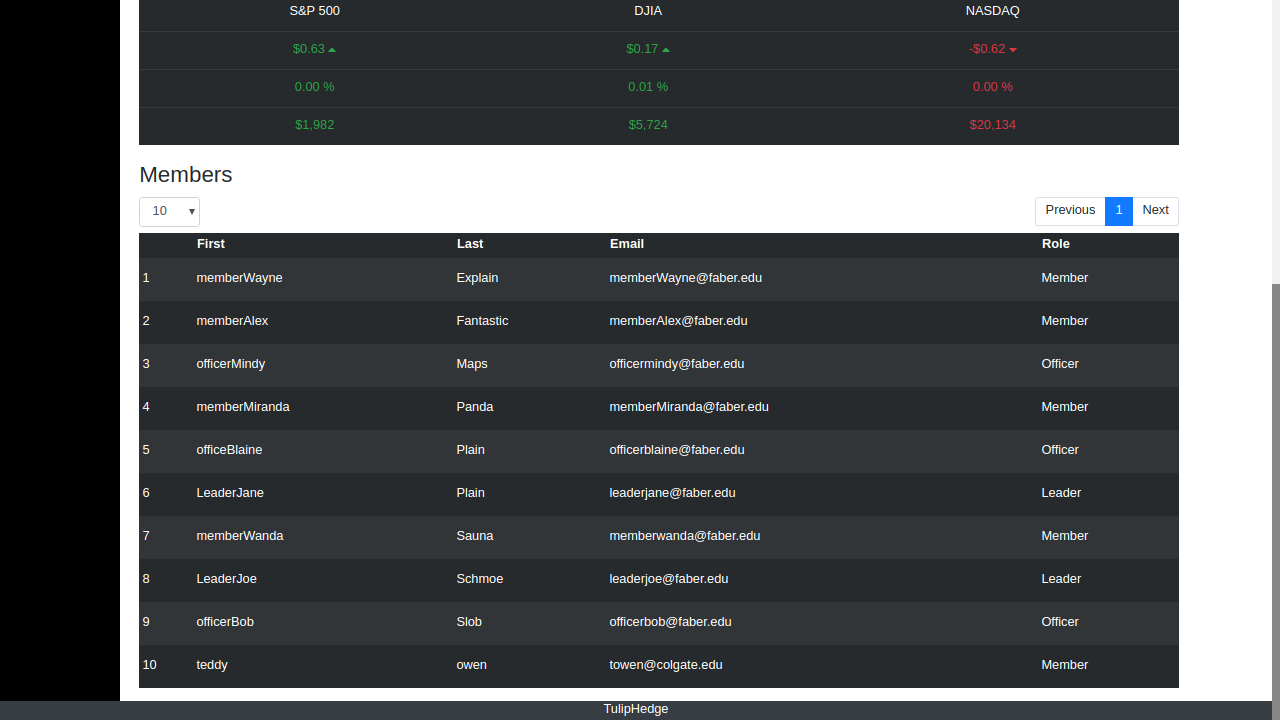 S&P 500 DJIA NASDAQ
$0.63 $0.17 -$0.62
0.00 % 0.01 % 0.00 %
$1,982 $5,724 $20,134
Members
10 Previous 1 Next
First Last Email Role
1 memberWayne Explain memberWayne@faber.edu Member
2 memberAlex Fantastic memberAlex@faber.edu Member
3 officerMindy Maps officermindy@faber.edu Officer
4 memberMiranda Panda memberMiranda@faber.edu Member
5 officeBlaine Plain officerblaine@faber.edu Officer
6 LeaderJane Plain leaderjane@faber.edu Leader
7 memberWanda Sauna memberwanda@faber.edu Member
8 LeaderJoe Schmoe leaderjoe@faber.edu Leader
9 officerBob Slob officerbob@faber.edu Officer
10 teddy owen towen@colgate.edu Member
TulipHedge